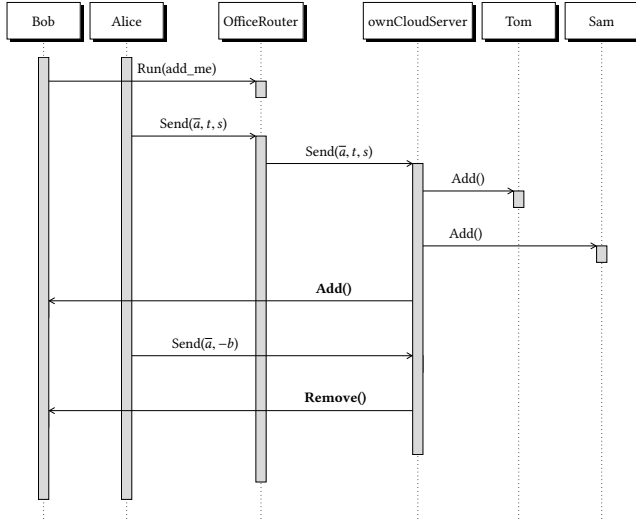 Bob Alice OfficeRouter ownCloudServer Tom Sam
Run(add_me)
Send(a̅, t, s)
Send(a̅, t, s)
Add()
Add()
Add()
Send(a̅, −b)
Remove()